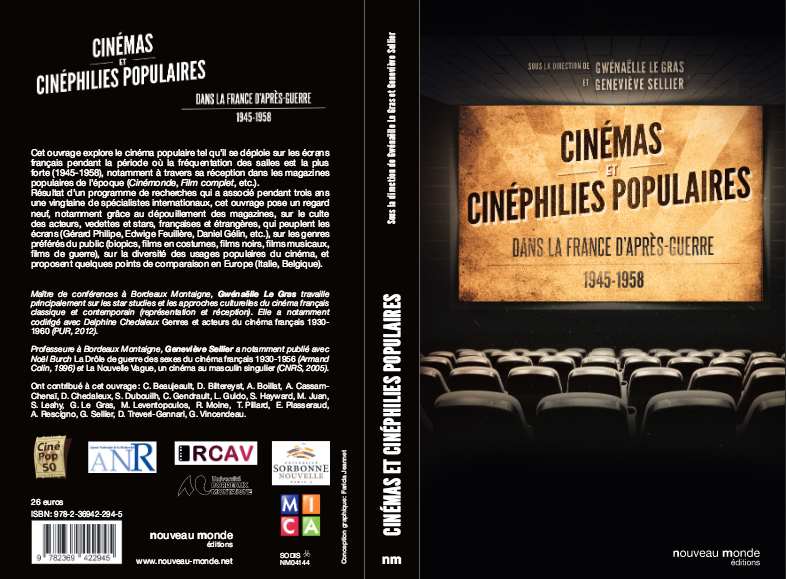 CINÉMAS
ET
CINÉPHILIES POPULAIRES
DANS LA FRANCE D'APRÈS-GUERRE
1945-1958
Cet ouvrage explore le cinéma populaire tel qu'il se déploie sur les écrans
français pendant la période où la fréquentation des salles est la plus
forte (1945-1958), notamment à travers sa réception dans les magazines
populaires de l'époque (Cinémonde, Film complet, etc.).
Résultat d'un programme de recherches qui a associé pendant trois ans
une vingtaine de spécialistes internationaux, cet ouvrage pose un regard
neuf, notamment grâce au dépouillement des magazines, sur le culte
des acteurs, vedettes et stars, françaises et étrangères, qui peuplent les
écrans (Gérard Philipe, Edwige Feuillère, Daniel Gélin, etc.), sur les genres
préférés du public (biopics, films en costumes, films noirs, films musicaux,
films de guerre), sur la diversité des usages populaires du cinéma, et
proposent quelques points de comparaison en Europe (Italie, Belgique).
Maître de conférences à Bordeaux Montaigne, Gwénaëlle Le Gras travaille
principalement sur les star studies et les approches culturelles du cinéma français
classique et contemporain (représentation et réception). Elle a notamment
codirigé avec Delphine Chedaleux Genres et acteurs du cinéma français 1930-
1960 (PUR, 2012).
Professeure à Bordeaux Montaigne, Geneviève Sellier a notamment publié avec
Noël Burch La Drôle de guerre des sexes du cinéma français 1930-1956 (Armand
Colin, 1996) et La Nouvelle Vague, un cinéma au masculin singulier (CNRS, 2005).
Ont contribué à cet ouvrage : C. Beaujeault, D. Biltereyst, A. Boillat, A. Cassam-
Chenaï, D. Chedaleux, S. Dubouilh, C. Gendrault, L. Guido, S. Hayward, M. Juan,
S. Leahy, G. Le Gras, M. Leventopoulos, R. Moine, T. Pillard, E. Plasseraud,
A. Rescigno, G. Sellier, D. Treveri-Gennari, G. Vincendeau.
Ciné
Pop
50
ANR
IRCAV
SORBONNE
NOUVELLE
Université
BORDEAUX
MONTAIGNE
MICA
26 euros
ISBN: 978-2-36942-294-5
9 782369 422945
nouveau monde
éditions
www.nouveau-monde.net
SODIS
NM04144
Conception graphique: Farida Jeannet
Sous la direction de Gwénaëlle Le Gras et Geneviève Sellier
CINÉMAS ET CINÉPHILIES POPULAIRES
nm
SOUS LA DIRECTION DE GWÉNAËLLE LE GRAS
ET GENEVIÈVE SELLIER
CINÉMAS
ET
CINÉPHILIES POPULAIRES
DANS LA FRANCE D'APRÈS-GUERRE
1945-1958
nouveau monde
éditions